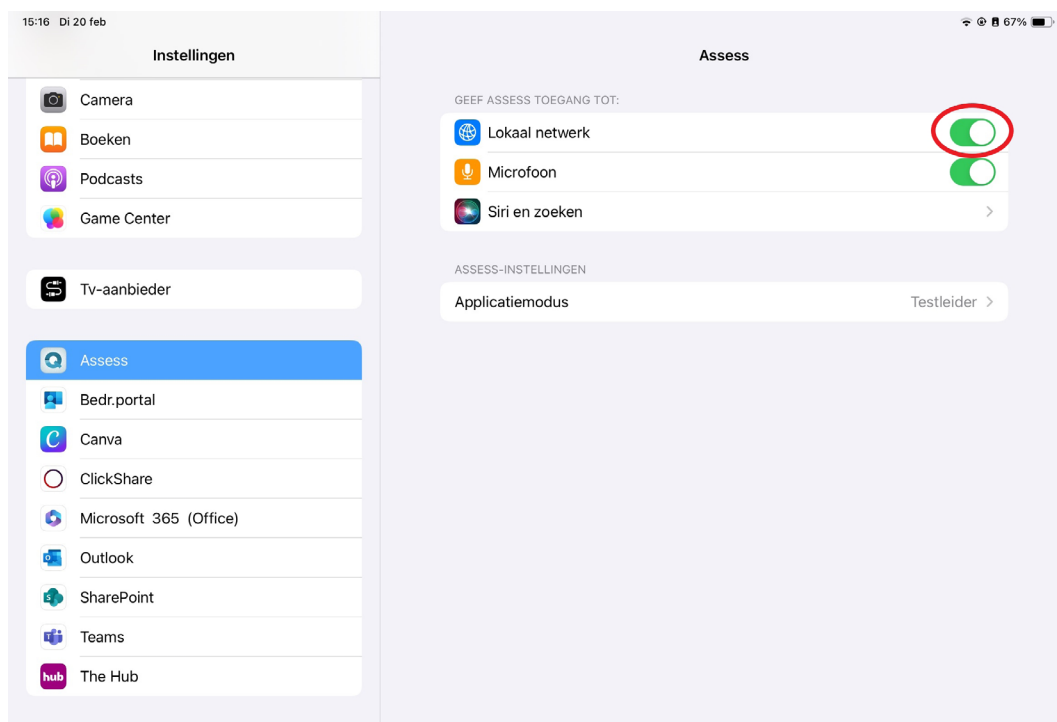 15:16 Di 20 feb
67%
Instellingen
Camera
Boeken
Podcasts
Game Center
Tv-aanbieder
Assess
Bedr.portal
Canva
ClickShare
Microsoft 365 (Office)
Outlook
SharePoint
Teams
hub The Hub
Assess
GEEF ASSESS TOEGANG TOT:
Lokaal netwerk
Microfoon
Siri en zoeken
ASSESS-INSTELLINGEN
Applicatiemodus Testleider